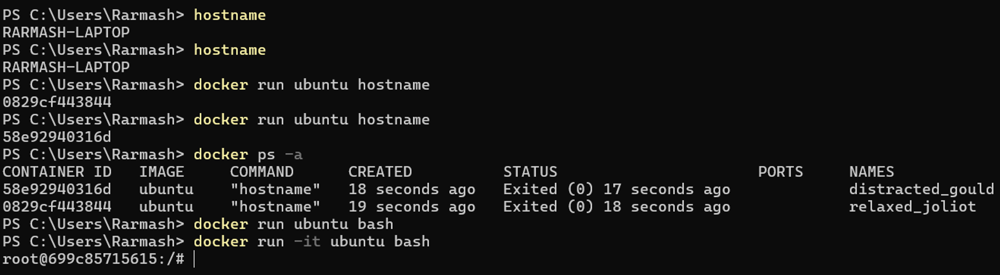 PS C:\Users\Rarmash> hostname
RARMASH-LAPTOP
PS C:\Users\Rarmash> hostname
RARMASH-LAPTOP
PS C:\Users\Rarmash> docker run ubuntu hostname
0829cf443844
PS C:\Users\Rarmash> docker run ubuntu hostname
58e92940316d
PS C:\Users\Rarmash> docker ps -a
CONTAINER ID   IMAGE     COMMAND      CREATED          STATUS                      PORTS     NAMES
58e92940316d   ubuntu    "hostname"   18 seconds ago   Exited (0) 17 seconds ago             distracted_gould
0829cf443844   ubuntu    "hostname"   19 seconds ago   Exited (0) 18 seconds ago             relaxed_joliot
PS C:\Users\Rarmash> docker run ubuntu bash
PS C:\Users\Rarmash> docker run -it ubuntu bash
root@699c85715615:/#